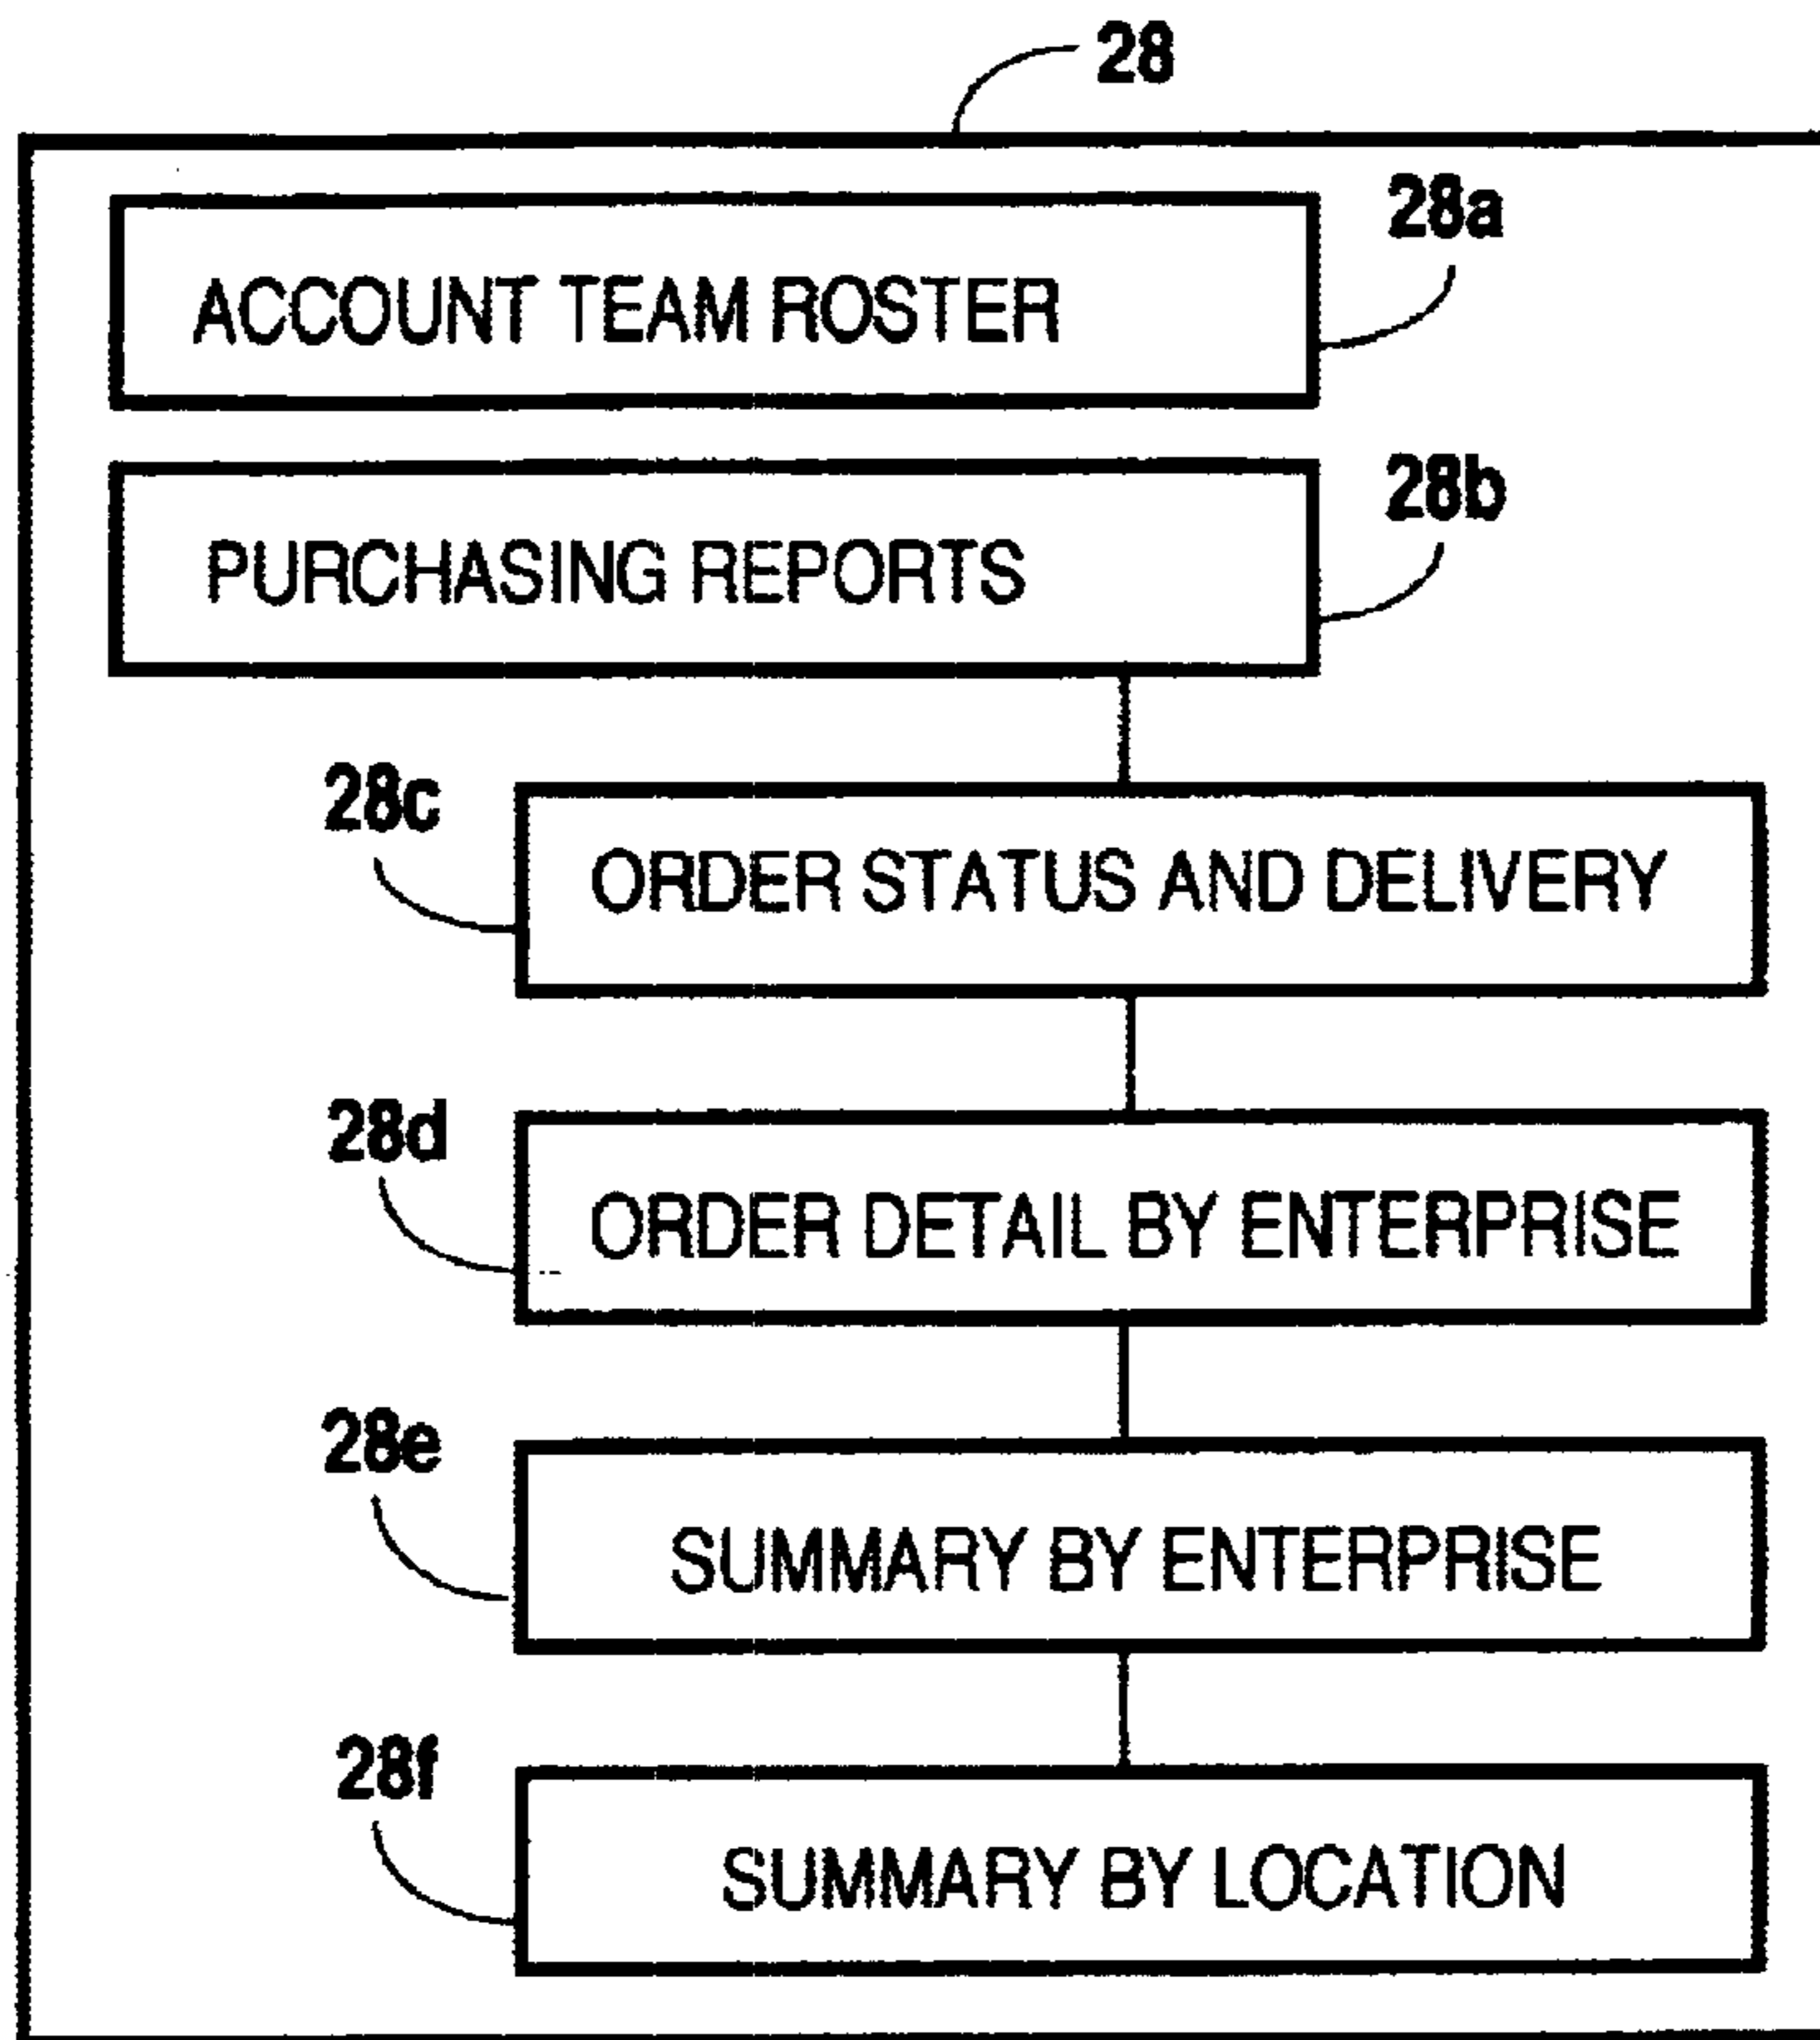 28
28a
ACCOUNT TEAM ROSTER
28b
PURCHASING REPORTS
28c
ORDER STATUS AND DELIVERY
28d
ORDER DETAIL BY ENTERPRISE
28e
SUMMARY BY ENTERPRISE
28f
SUMMARY BY LOCATION